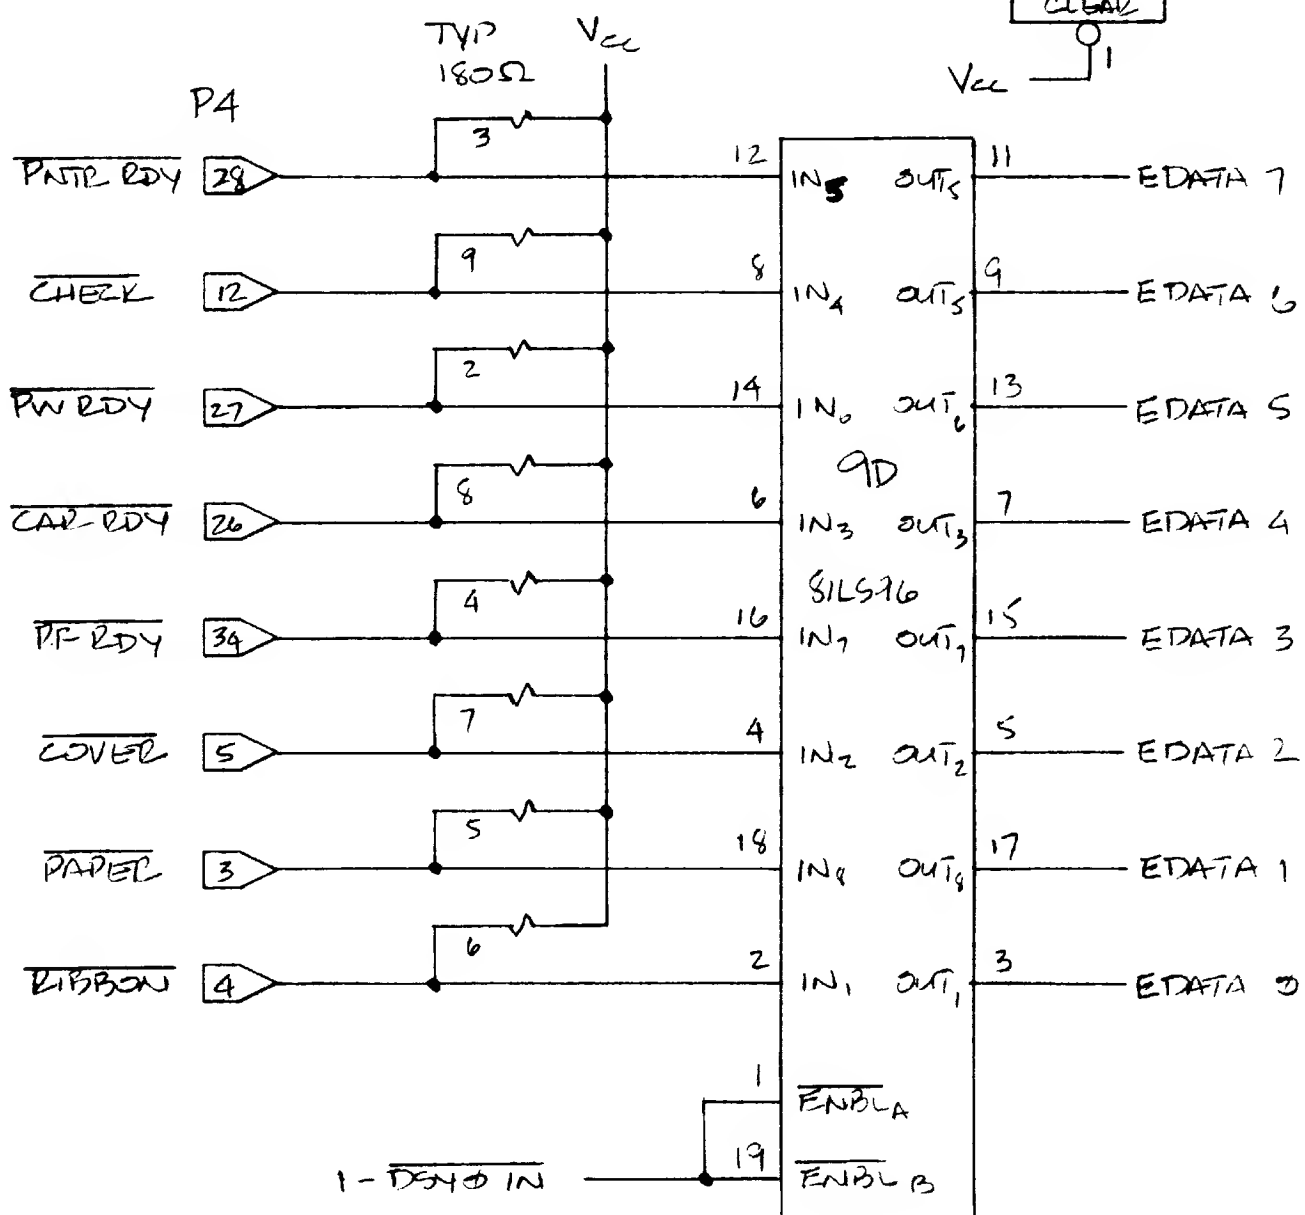 CLEAR
TYP
180Ω
Vcc
1
Vcc
P4
3
PNTR RDY 28 12 IN5 OUT5 11 EDATA 7
9
CHECK 12 8 IN4 OUT5 9 EDATA 6
2
PW RDY 27 14 IN6 OUT6 13 EDATA 5
9D
8
CAR-RDY 26 6 IN3 OUT3 7 EDATA 4
81LS96
4
PF RDY 34 16 IN7 OUT7 15 EDATA 3
7
COVER 5 4 IN2 OUT2 5 EDATA 2
5
PAPER 3 18 IN8 OUT8 17 EDATA 1
6
RIBBON 4 2 IN1 OUT1 3 EDATA 0
1 ENBLA
1-DSYØ IN 19 ENBLB